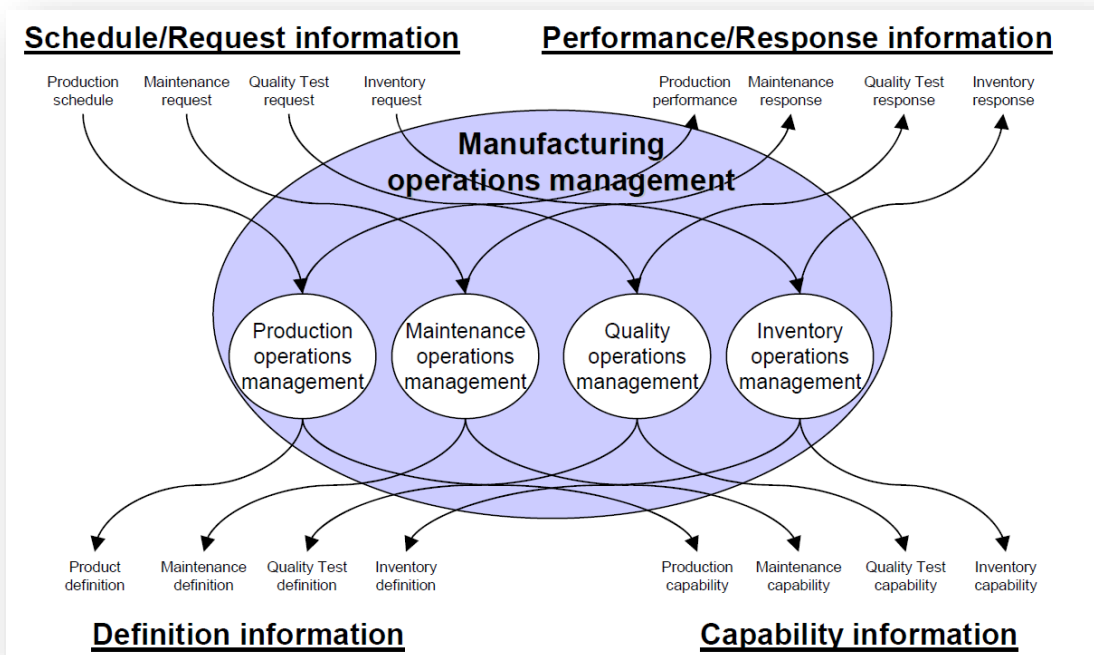 Schedule/Request information
Performance/Response information
Production
schedule
Maintenance
request
Quality Test
request
Inventory
request
Production
performance
Maintenance
response
Quality Test
response
Inventory
response
Manufacturing
operations management
Production
operations
management
Maintenance
operations
management
Quality
operations
management
Inventory
operations
management
Product
definition
Maintenance
definition
Quality Test
definition
Inventory
definition
Production
capability
Maintenance
capability
Quality Test
capability
Inventory
capability
Definition information
Capability information